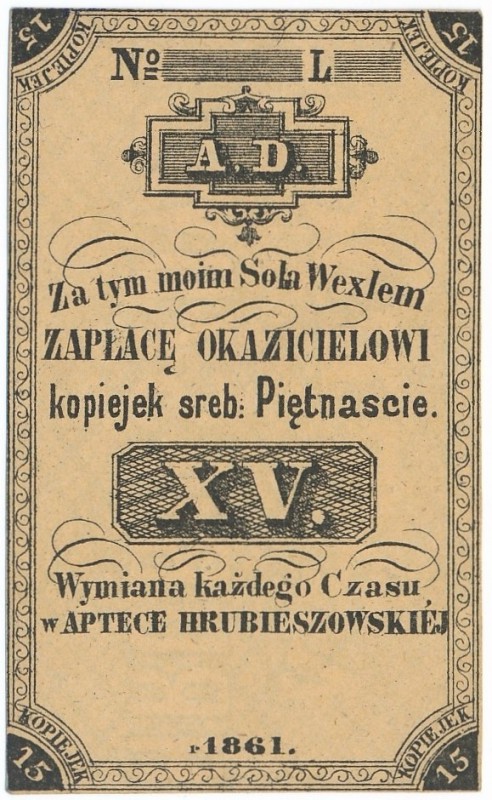 15 KOPIEJEK
15 KOPIEJEK
No L
A. D.
Za tym moim Sola Wexlem
ZAPŁACĘ OKAZICIELOWI
kopiejek sreb: Piętnascie.
XV.
Wymiana każdego Czasu
w APTECE HRUBIESZOWSKIÉJ
r 1861.
KOPIEJEK 15
KOPIEJEK 15